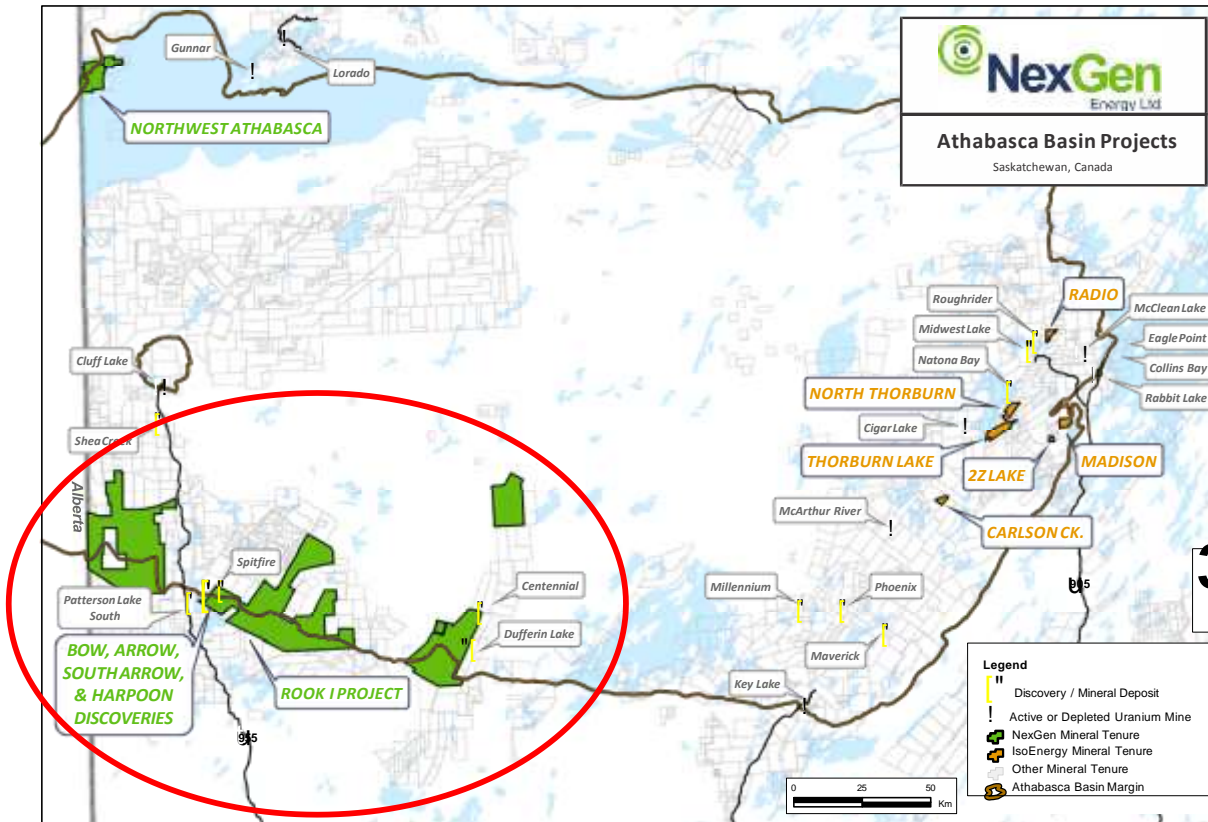 NexGen
Energy Ltd
Athabasca Basin Projects
Saskatchewan, Canada
Gunnar
Lorado
NORTHWEST ATHABASCA
Roughrider
RADIO
McClean Lake
Midwest Lake
Eagle Point
Natona Bay
Collins Bay
Cluff Lake
NORTH THORBURN
Rabbit Lake
Cigar Lake
Shea Creek
THORBURN LAKE
2Z LAKE
MADISON
Alberta
McArthur River
CARLSON CK.
Spitfire
Centennial
Millennium
Phoenix
Patterson Lake
South
Dufferin Lake
Maverick
BOW, ARROW,
SOUTH ARROW,
& HARPOON
DISCOVERIES
ROOK I PROJECT
Key Lake
955
905
Legend
Discovery / Mineral Deposit
Active or Depleted Uranium Mine
NexGen Mineral Tenure
IsoEnergy Mineral Tenure
Other Mineral Tenure
Athabasca Basin Margin
0 25 50
Km